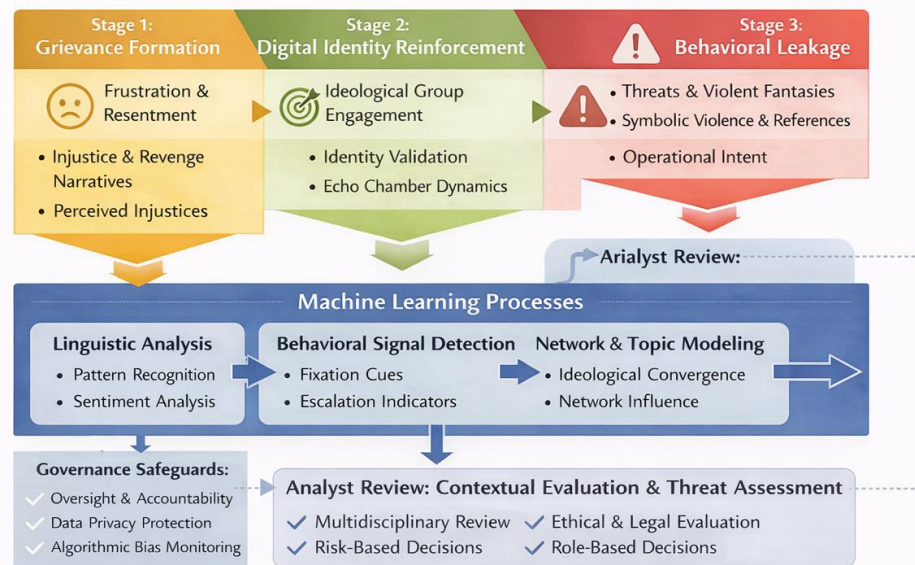 Stage 1:
Grievance Formation
Frustration &
Resentment
• Injustice & Revenge
Narratives
• Perceived Injustices
Stage 2:
Digital Identity Reinforcement
Ideological Group
Engagement
• Identity Validation
• Echo Chamber Dynamics
Stage 3:
Behavioral Leakage
• Threats & Violent Fantasies
• Symbolic Violence & References
• Operational Intent
Arialyst Review:
Machine Learning Processes
Linguistic Analysis
• Pattern Recognition
• Sentiment Analysis
Behavioral Signal Detection
• Fixation Cues
• Escalation Indicators
Network & Topic Modeling
• Ideological Convergence
• Network Influence
Governance Safeguards:
✓ Oversight & Accountability
✓ Data Privacy Protection
✓ Algorithmic Bias Monitoring
Analyst Review: Contextual Evaluation & Threat Assessment
✓ Multidisciplinary Review
✓ Ethical & Legal Evaluation
✓ Risk-Based Decisions
✓ Role-Based Decisions